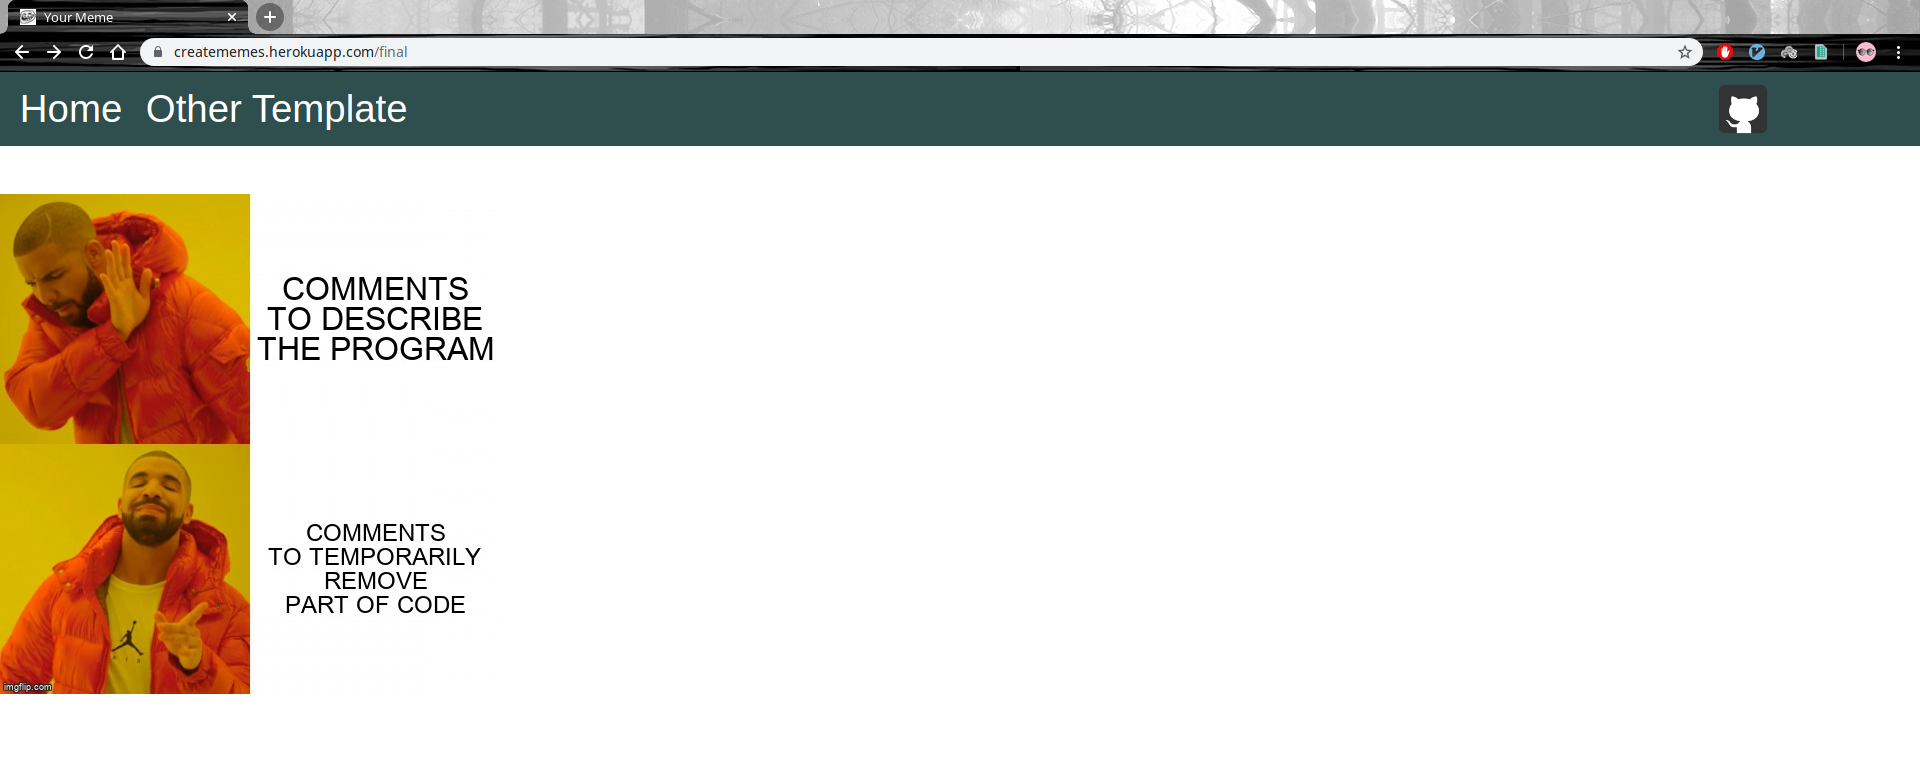 Your Meme
creatememes.herokuapp.com/final
Home Other Template
COMMENTS
TO DESCRIBE
THE PROGRAM
COMMENTS
TO TEMPORARILY
REMOVE
PART OF CODE
imgflip.com